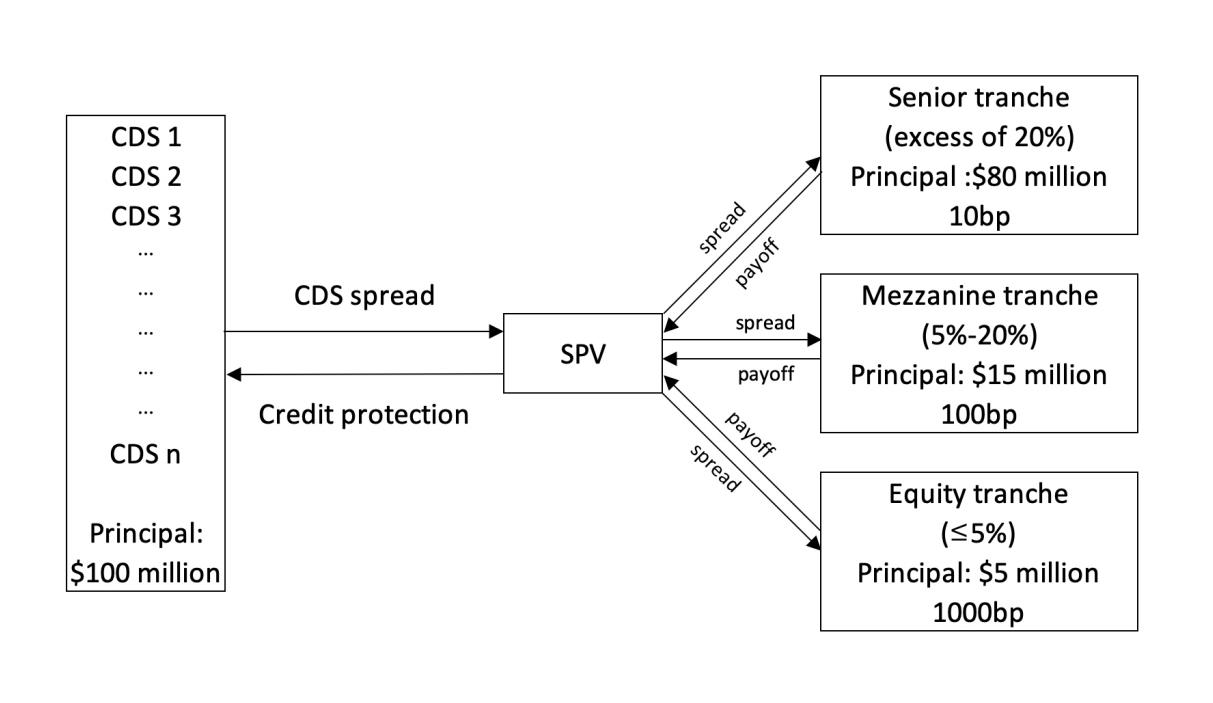 CDS 1
CDS 2
CDS 3
...
...
...
...
...
CDS n
Principal:
$100 million
CDS spread
Credit protection
SPV
spread
payoff
spread
payoff
payoff
spread
Senior tranche
(excess of 20%)
Principal :$80 million
10bp
Mezzanine tranche
(5%-20%)
Principal: $15 million
100bp
Equity tranche
(≤5%)
Principal: $5 million
1000bp